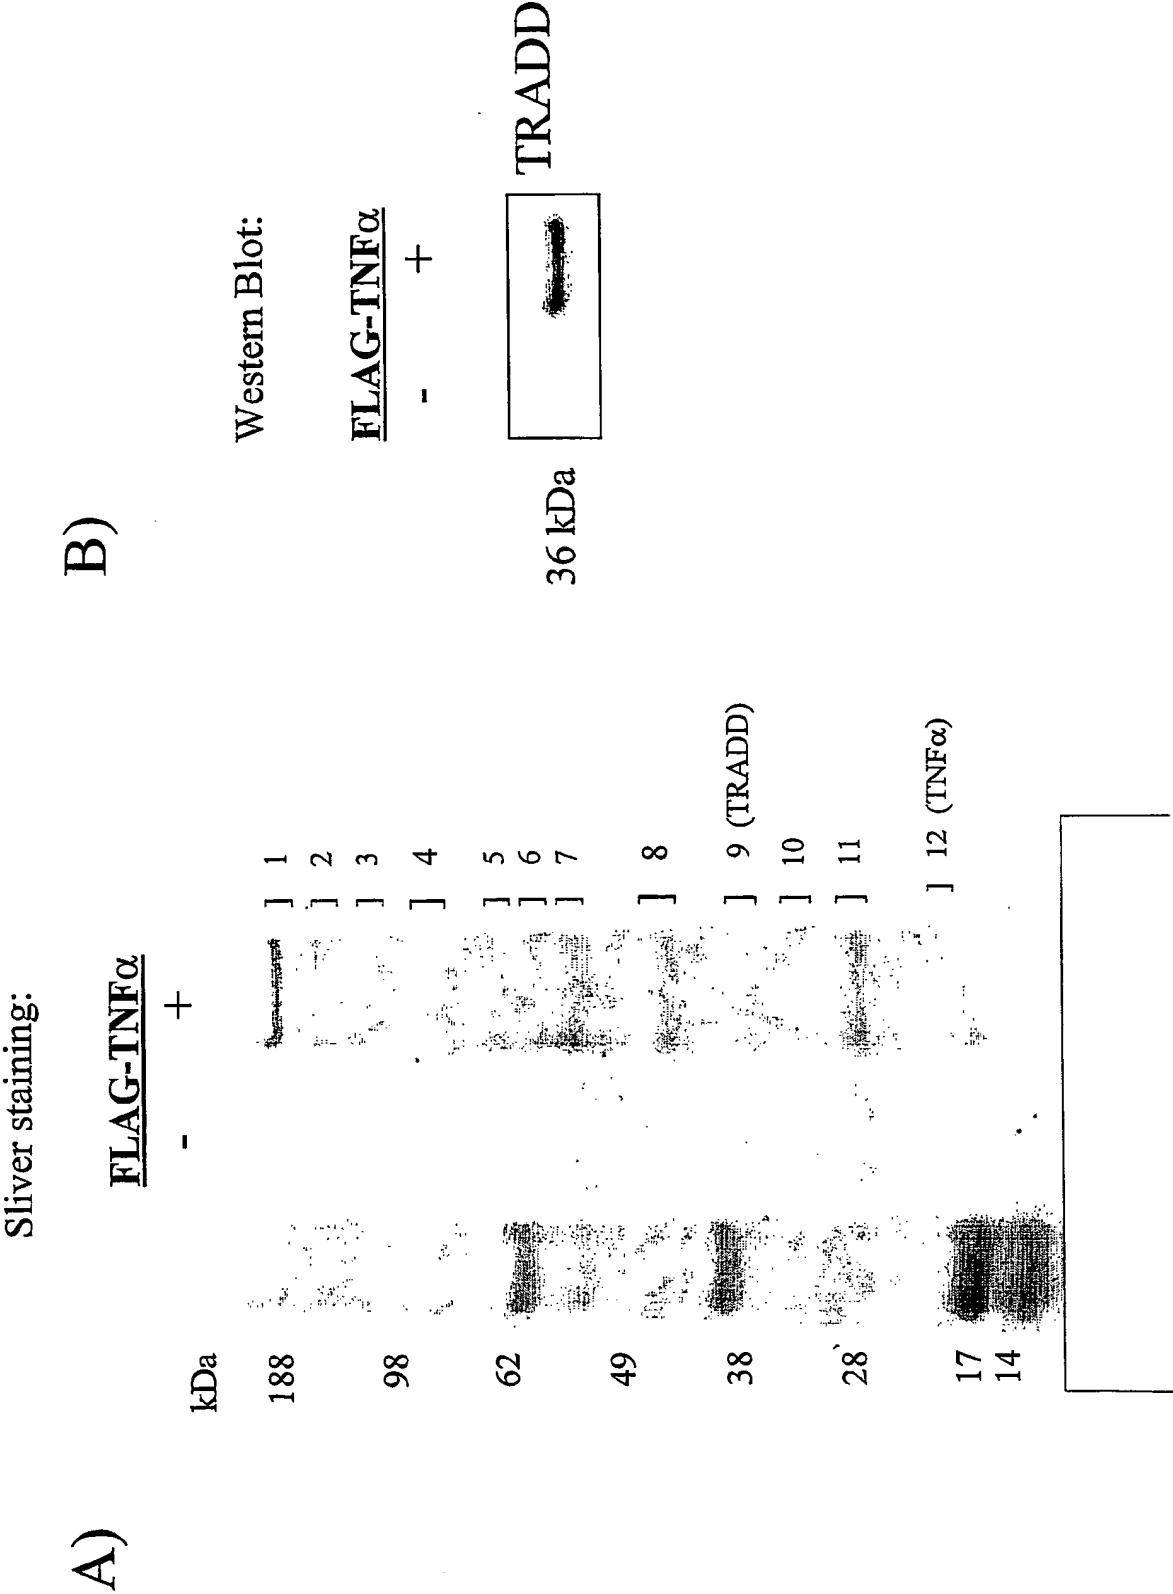 A)
Sliver staining:
FLAG-TNFα
- +
kDa
188
98
62
49
38
28
17
14
] 1
] 2
] 3
] 4
] 5
] 6
] 7
] 8
] 9 (TRADD)
] 10
] 11
] 12 (TNFα)
B)
Western Blot:
FLAG-TNFα
- +
36 kDa
TRADD